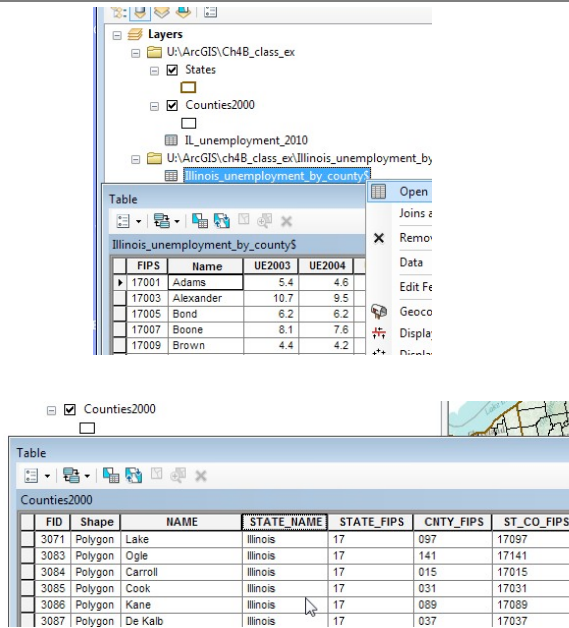 Layers
U:\ArcGIS\Ch4B_class_ex
States
Counties2000
IL_unemployment_2010
U:\ArcGIS\ch4B_class_ex\Illinois_unemployment_by
Illinois_unemployment_by_county$
Open
Table
Joins a
Illinois_unemployment_by_county$
Remov
FIPS Name UE2003 UE2004
Data
17001 Adams 5.4 4.6
Edit Fe
17003 Alexander 10.7 9.5
17005 Bond 6.2 6.2
Geoco
17007 Boone 8.1 7.6
Displa
17009 Brown 4.4 4.2
Displa
Counties2000
Table
Counties2000
FID Shape NAME STATE_NAME STATE_FIPS CNTY_FIPS ST_CO_FIPS
3071 Polygon Lake Illinois 17 097 17097
3083 Polygon Ogle Illinois 17 141 17141
3084 Polygon Carroll Illinois 17 015 17015
3085 Polygon Cook Illinois 17 031 17031
3086 Polygon Kane Illinois 17 089 17089
3087 Polygon De Kalb Illinois 17 037 17037